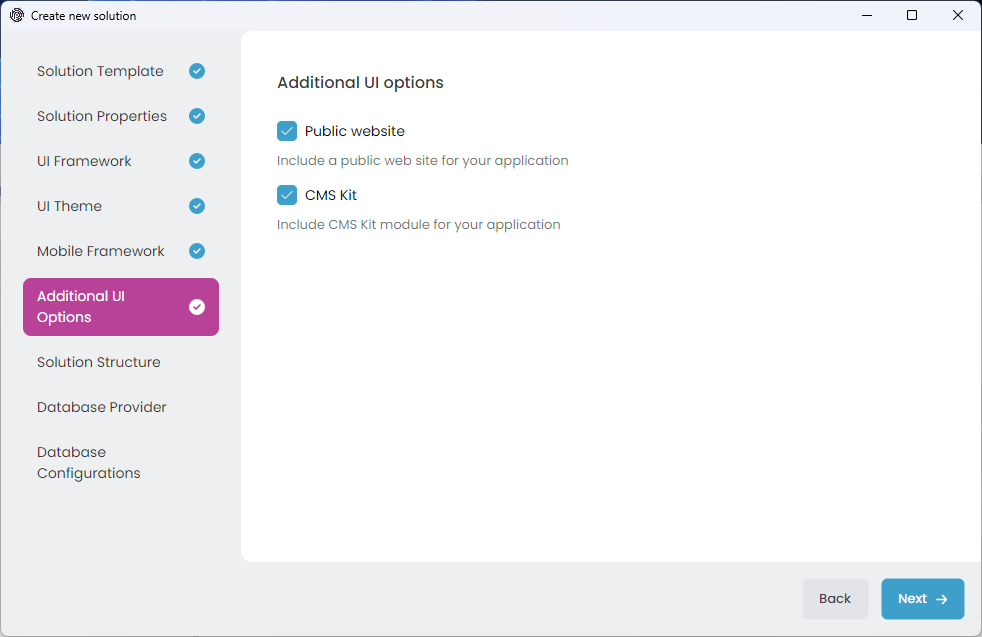 Create new solution
Solution Template
Solution Properties
UI Framework
UI Theme
Mobile Framework
Additional UI
Options
Solution Structure
Database Provider
Database
Configurations
Additional UI options
Public website
Include a public web site for your application
CMS Kit
Include CMS Kit module for your application
Back
Next